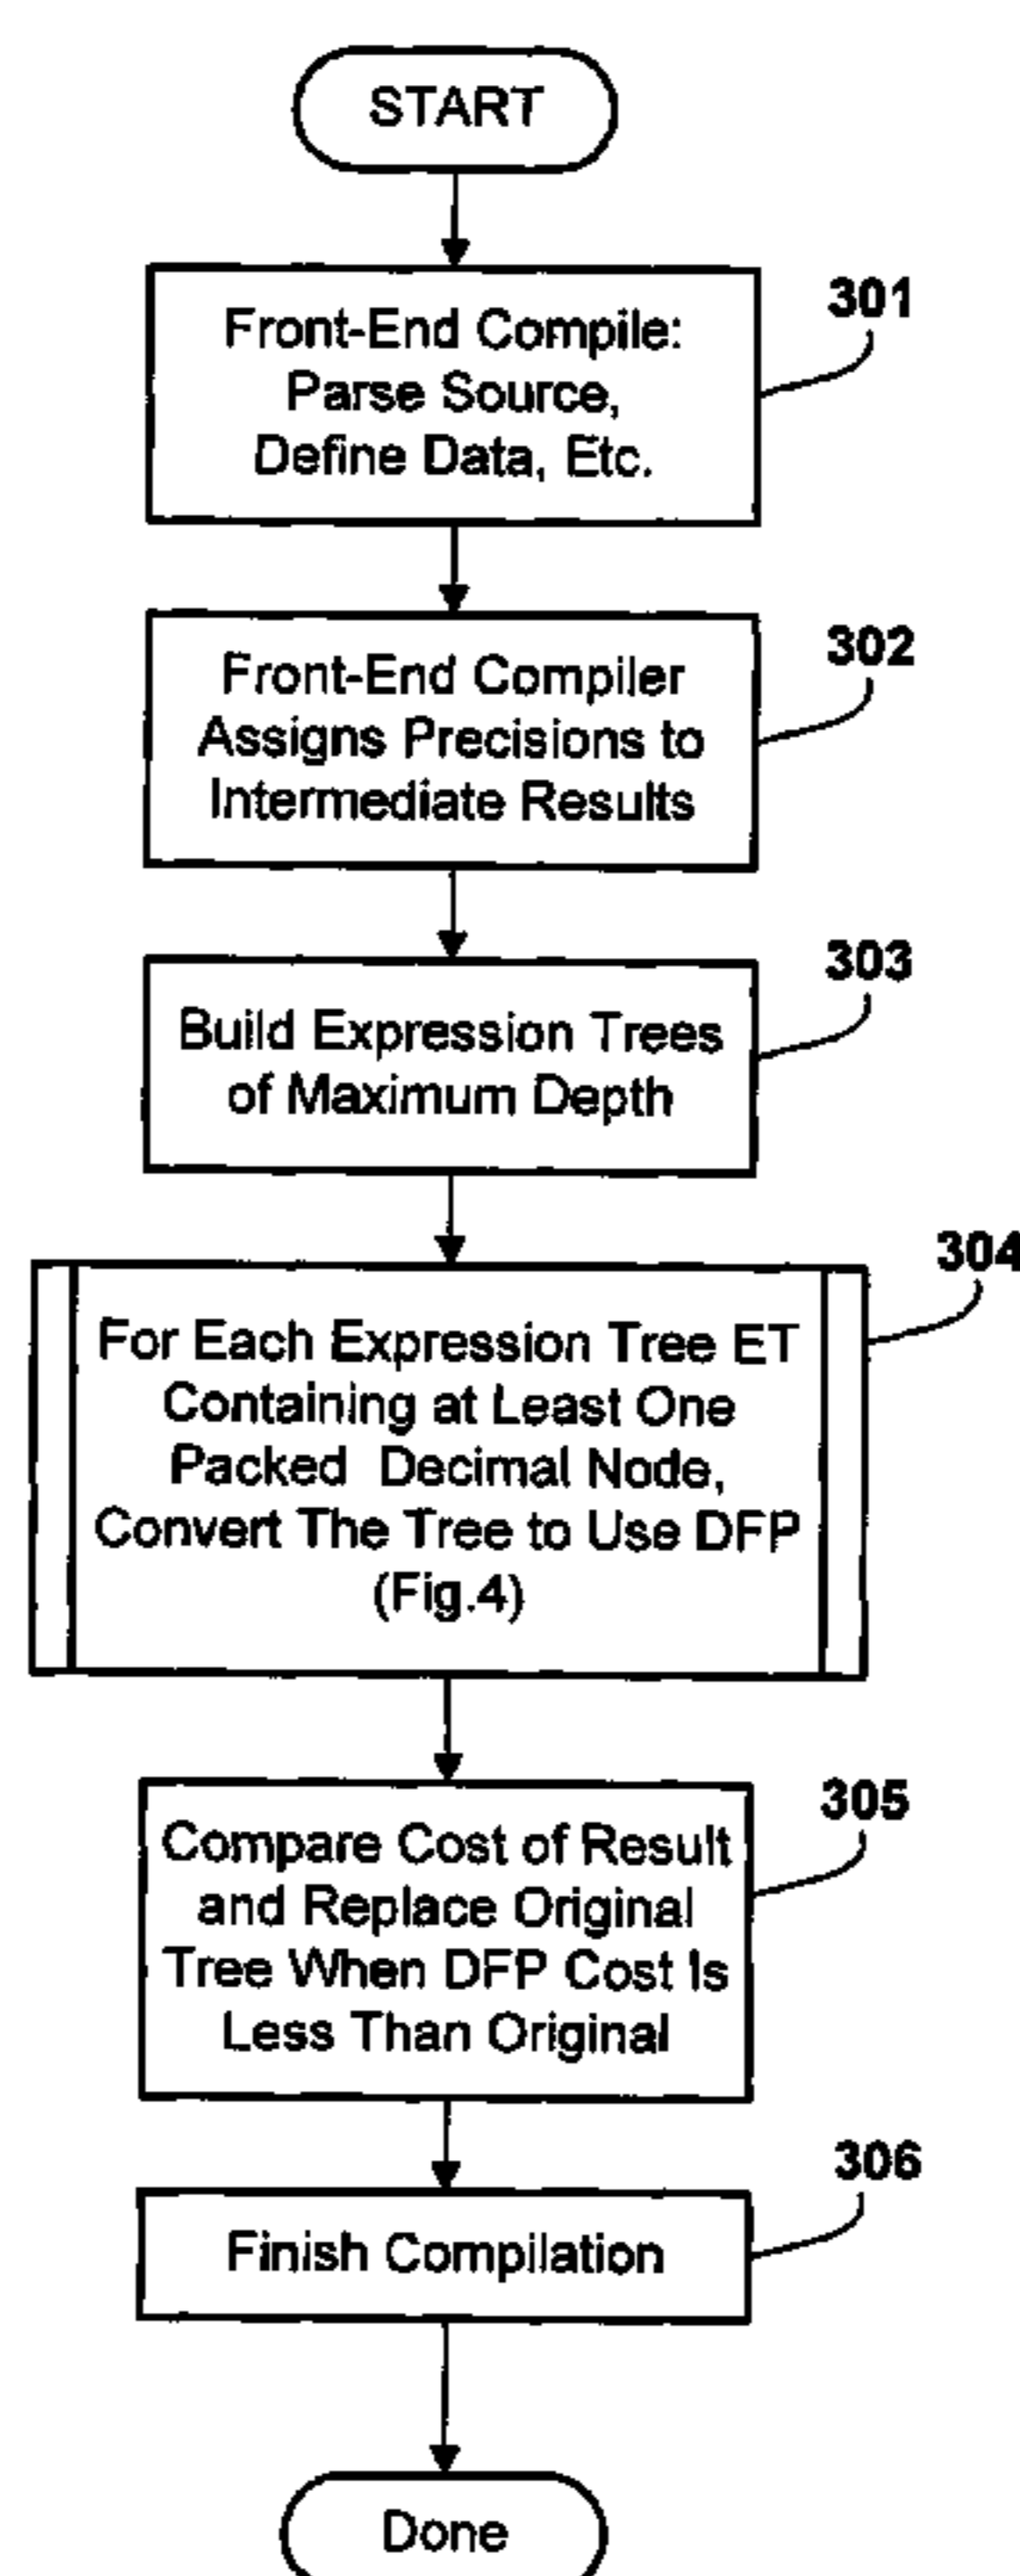 START
301
Front-End Compile:
Parse Source,
Define Data, Etc.
302
Front-End Compiler
Assigns Precisions to
Intermediate Results
303
Build Expression Trees
of Maximum Depth
304
For Each Expression Tree ET
Containing at Least One
Packed Decimal Node,
Convert The Tree to Use DFP
(Fig.4)
305
Compare Cost of Result
and Replace Original
Tree When DFP Cost Is
Less Than Original
306
Finish Compilation
Done